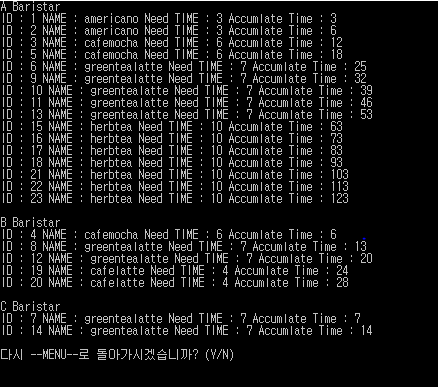 A Baristar
ID : 1 NAME : americano Need TIME : 3 Accumlate Time : 3
ID : 2 NAME : americano Need TIME : 3 Accumlate Time : 6
ID : 3 NAME : cafemocha Need TIME : 6 Accumlate Time : 12
ID : 5 NAME : cafemocha Need TIME : 6 Accumlate Time : 18
ID : 6 NAME : greentealatte Need TIME : 7 Accumlate Time : 25
ID : 9 NAME : greentealatte Need TIME : 7 Accumlate Time : 32
ID : 10 NAME : greentealatte Need TIME : 7 Accumlate Time : 39
ID : 11 NAME : greentealatte Need TIME : 7 Accumlate Time : 46
ID : 13 NAME : greentealatte Need TIME : 7 Accumlate Time : 53
ID : 15 NAME : herbtea Need TIME : 10 Accumlate Time : 63
ID : 16 NAME : herbtea Need TIME : 10 Accumlate Time : 73
ID : 17 NAME : herbtea Need TIME : 10 Accumlate Time : 83
ID : 18 NAME : herbtea Need TIME : 10 Accumlate Time : 93
ID : 21 NAME : herbtea Need TIME : 10 Accumlate Time : 103
ID : 22 NAME : herbtea Need TIME : 10 Accumlate Time : 113
ID : 23 NAME : herbtea Need TIME : 10 Accumlate Time : 123
B Baristar
ID : 4 NAME : cafemocha Need TIME : 6 Accumlate Time : 6
ID : 8 NAME : greentealatte Need TIME : 7 Accumlate Time : 13
ID : 12 NAME : greentealatte Need TIME : 7 Accumlate Time : 20
ID : 19 NAME : cafelatte Need TIME : 4 Accumlate Time : 24
ID : 20 NAME : cafelatte Need TIME : 4 Accumlate Time : 28
C Baristar
ID : 7 NAME : greentealatte Need TIME : 7 Accumlate Time : 7
ID : 14 NAME : greentealatte Need TIME : 7 Accumlate Time : 14
다시 --MENU--로 돌아가시겠습니까? (Y/N)